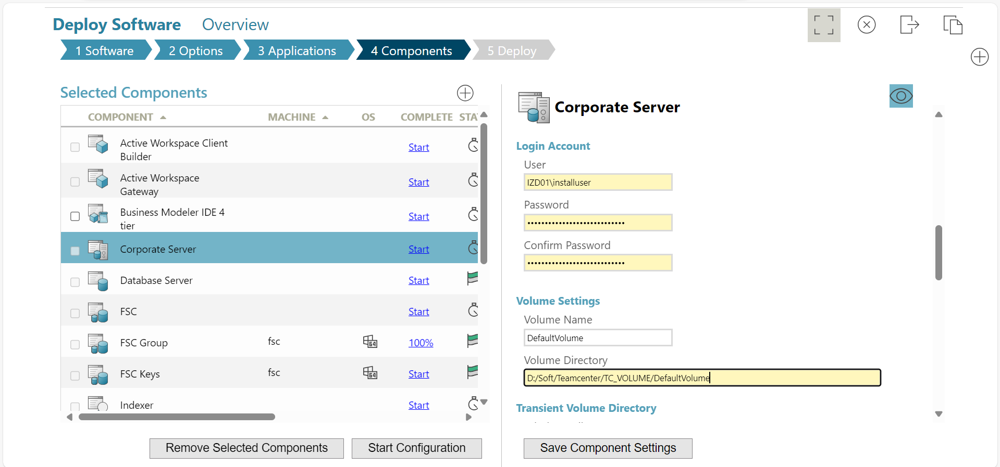 Deploy Software Overview
1 Software 2 Options 3 Applications 4 Components 5 Deploy
Selected Components
COMPONENT MACHINE OS COMPLETE STA
Active Workspace Client
Builder
Start
Active Workspace
Gateway
Start
Business Modeler IDE 4
tier
Start
Corporate Server Start
Database Server Start
FSC Start
FSC Group fsc 64 100%
FSC Keys fsc 64 Start
Indexer Start
Remove Selected Components Start Configuration
Corporate Server
Login Account
User
IZD01\installuser
Password
••••••••••••••••••••••••••••
Confirm Password
••••••••••••••••••••••••••••
Volume Settings
Volume Name
DefaultVolume
Volume Directory
D:/Soft/Teamcenter/TC_VOLUME/DefaultVolume
Transient Volume Directory
Save Component Settings